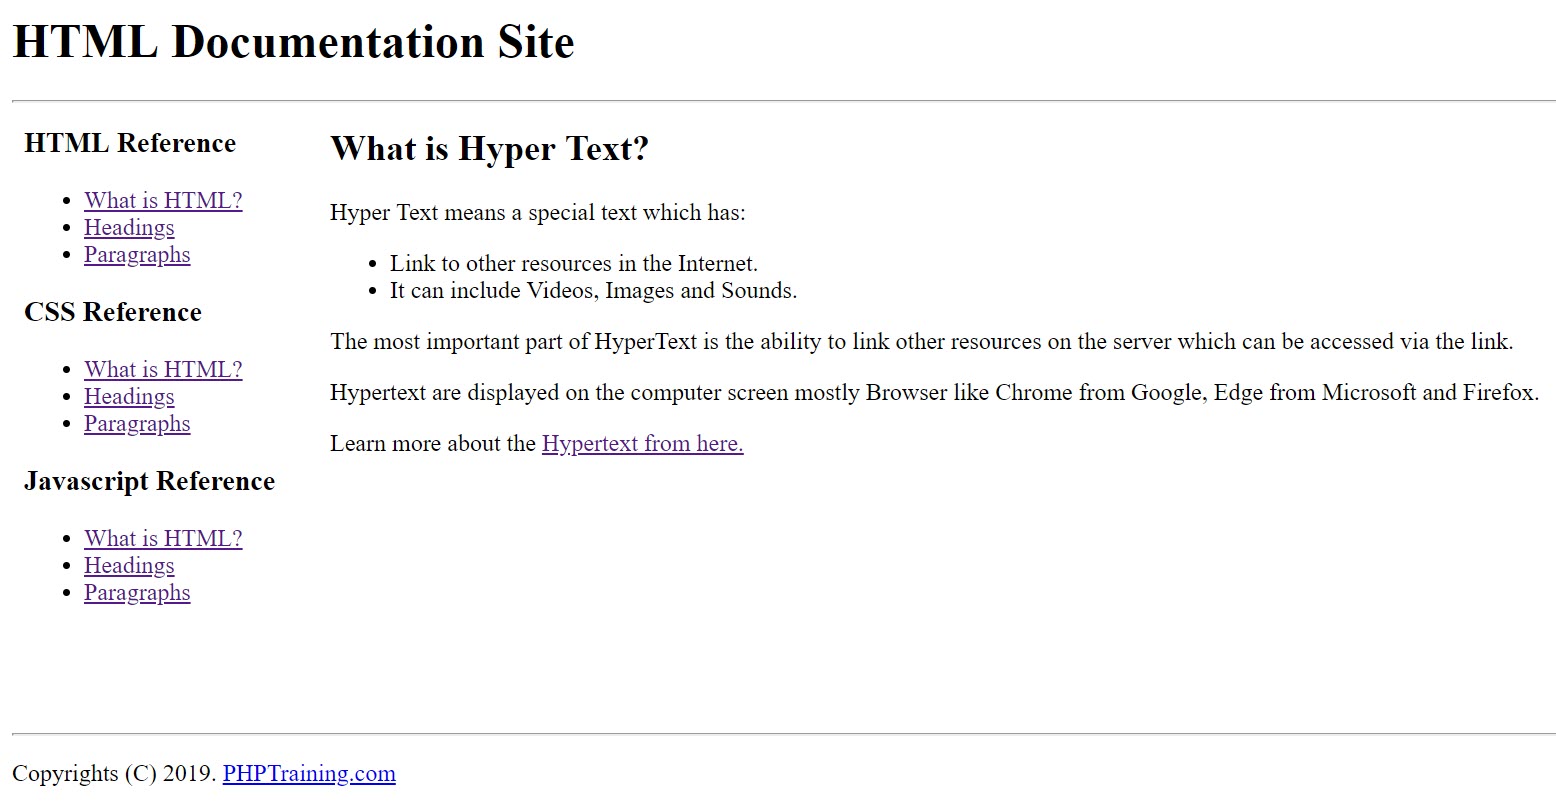 HTML Documentation Site
HTML Reference
What is HTML?
Headings
Paragraphs
CSS Reference
What is HTML?
Headings
Paragraphs
Javascript Reference
What is HTML?
Headings
Paragraphs
What is Hyper Text?
Hyper Text means a special text which has:
Link to other resources in the Internet.
It can include Videos, Images and Sounds.
The most important part of HyperText is the ability to link other resources on the server which can be accessed via the link.
Hypertext are displayed on the computer screen mostly Browser like Chrome from Google, Edge from Microsoft and Firefox.
Learn more about the Hypertext from here.
Copyrights (C) 2019. PHPTraining.com